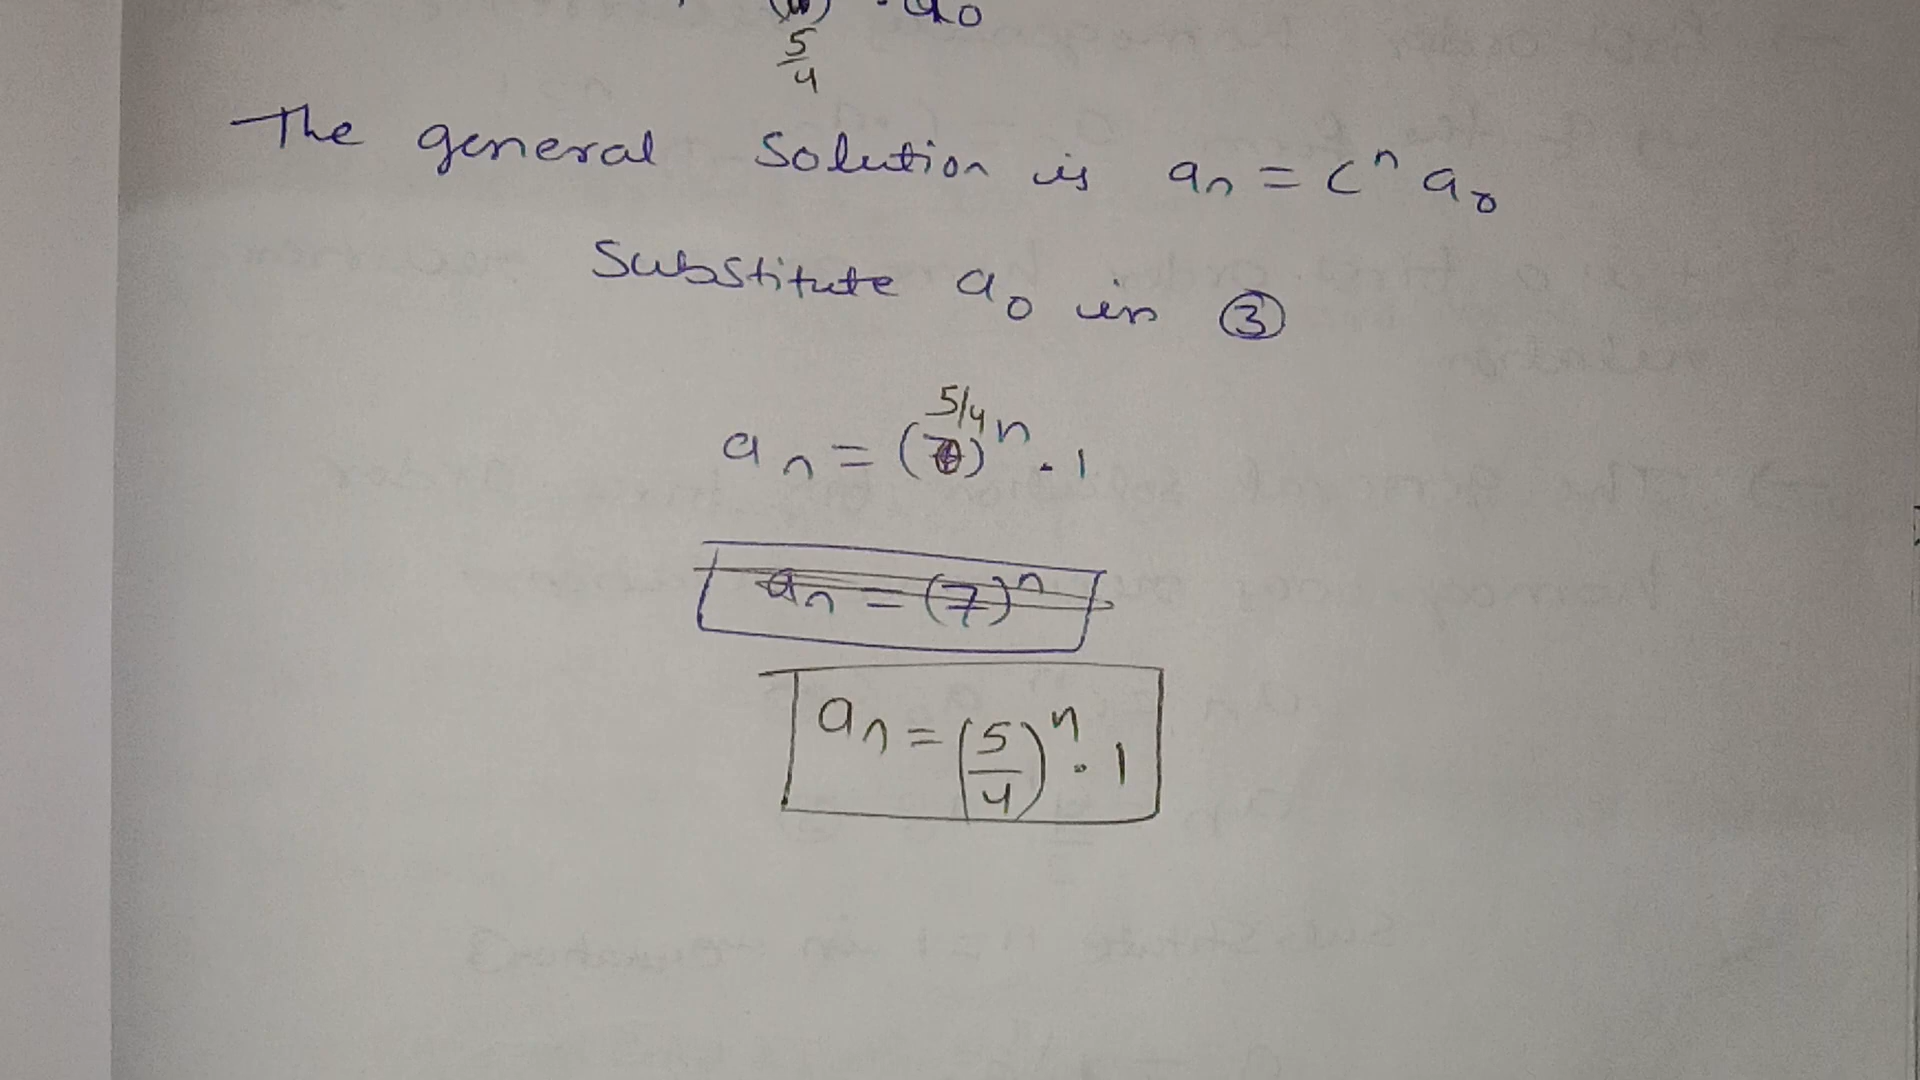 · a0
5/4
The general Solution is an = c^n a0
Substitute a0 in ③
5/4
an = ( )^n . 1
an = (7)^n
an = (5/4)^n . 1